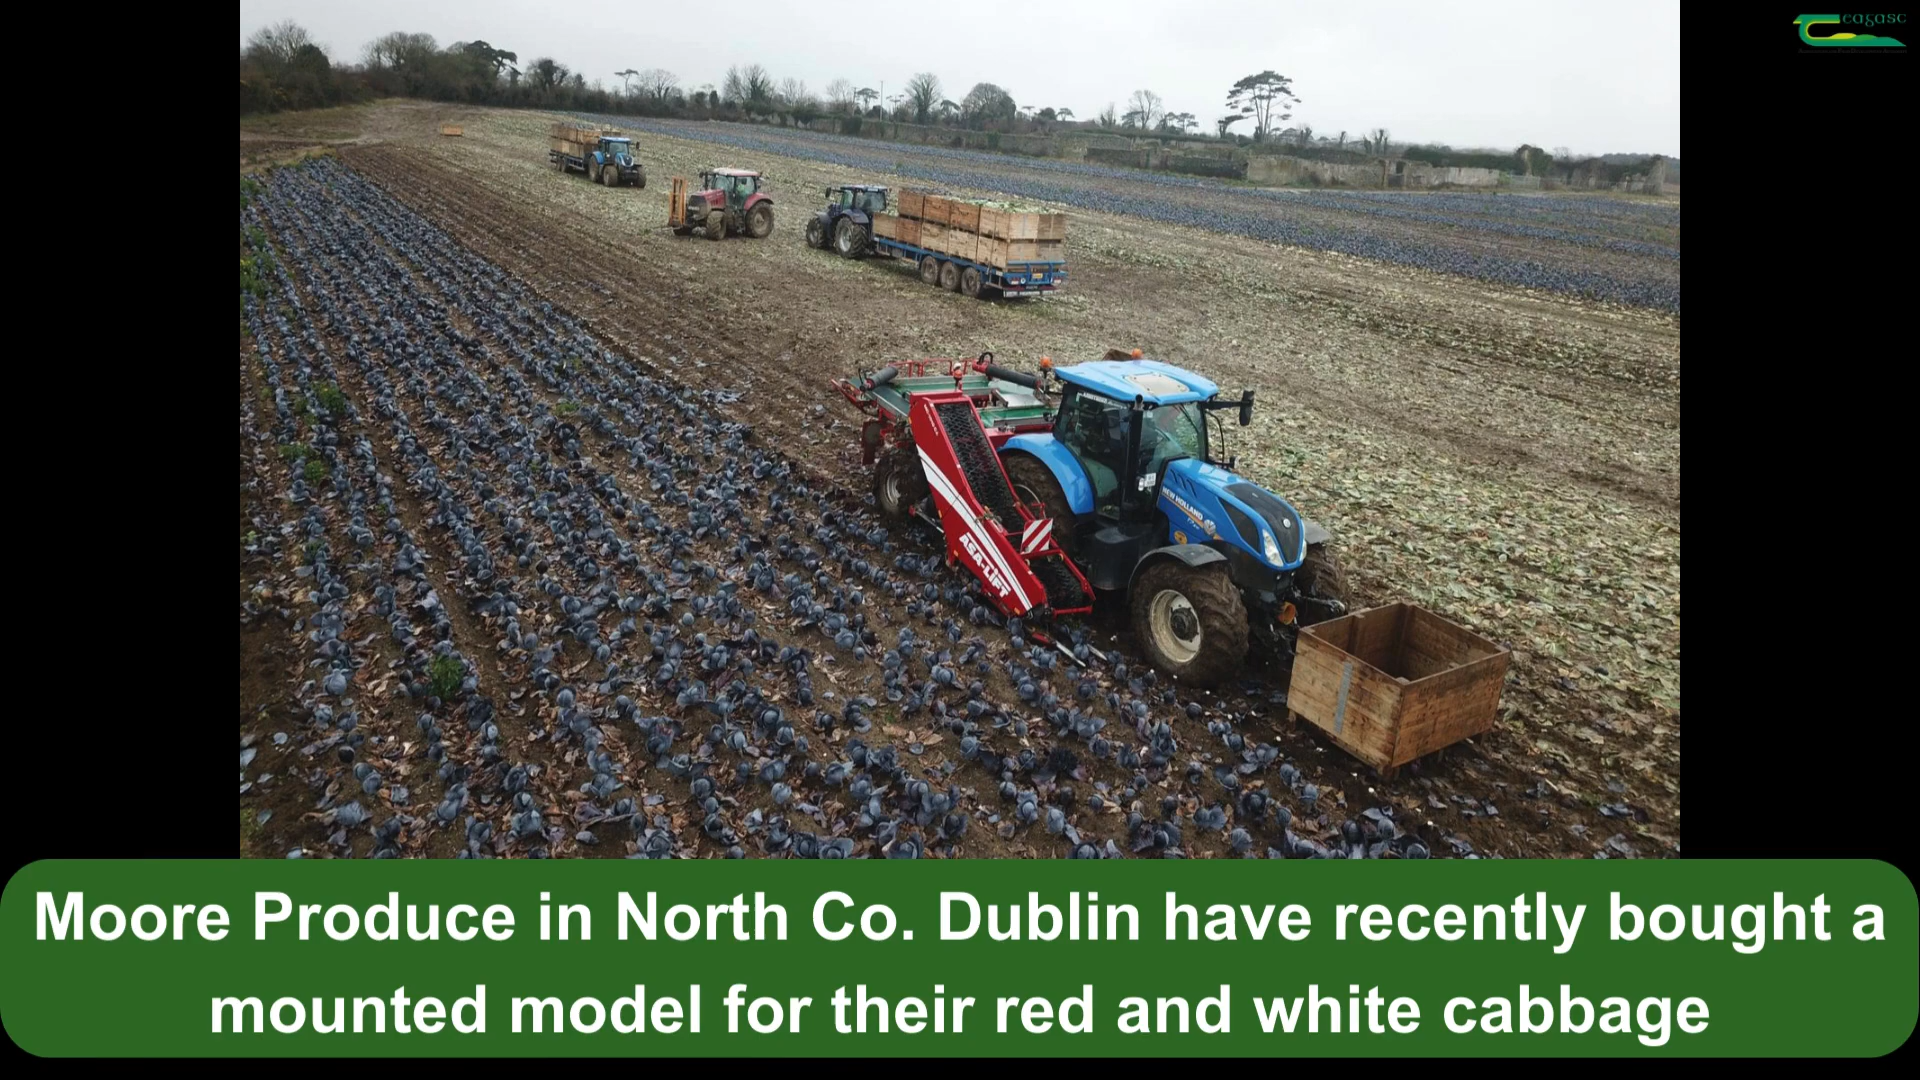 eagasc
NEW HOLLAND
ASA-LIFT
Moore Produce in North Co. Dublin have recently bought a
mounted model for their red and white cabbage